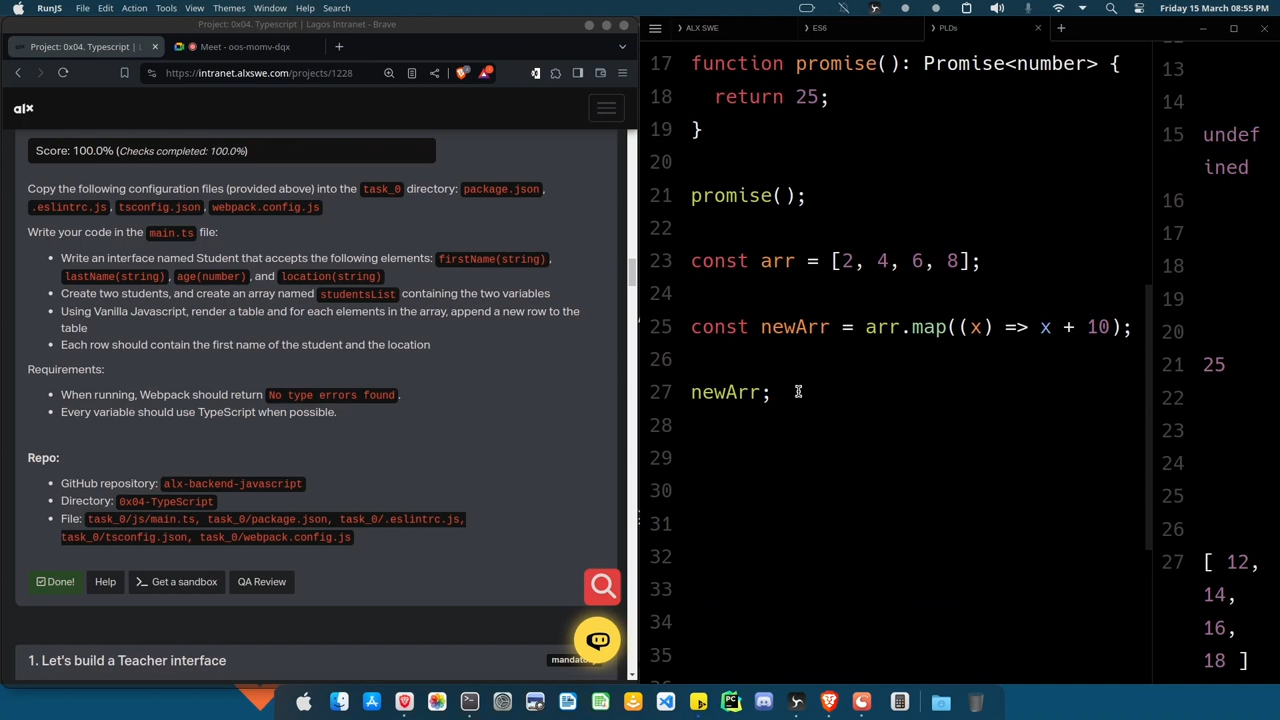 RunJS File Edit Action Tools View Themes Window Help
Friday 15 March 08:55 PM
Project: 0x04. Typescript | Lagos Intranet - Brave
Project: 0x04. Typescript | L
Meet - oos-momv-dqx
https://intranet.alxswe.com/projects/1228
alx
Score: 100.0% (Checks completed: 100.0%)
Copy the following configuration files (provided above) into the task_0 directory: package.json,
.eslintrc.js, tsconfig.json, webpack.config.js
Write your code in the main.ts file:
Write an interface named Student that accepts the following elements: firstName(string),
lastName(string), age(number), and location(string)
Create two students, and create an array named studentsList containing the two variables
Using Vanilla Javascript, render a table and for each elements in the array, append a new row to the
table
Each row should contain the first name of the student and the location
Requirements:
When running, Webpack should return No type errors found.
Every variable should use TypeScript when possible.
Repo:
GitHub repository: alx-backend-javascript
Directory: 0x04-TypeScript
File: task_0/js/main.ts, task_0/package.json, task_0/.eslintrc.js,
task_0/tsconfig.json, task_0/webpack.config.js
Done! Help Get a sandbox QA Review
1. Let's build a Teacher interface
ALX SWE
ES6
PLDs
17 function promise(): Promise<number> {
18 return 25;
19 }
20
21 promise();
22
23 const arr = [2, 4, 6, 8];
24
25 const newArr = arr.map((x) => x + 10);
26
27 newArr;
28
29
30
31
32
33
34
35
13
14
15 undef
ined
16
17
18
19
20
21 25
22
23
24
25
26
27 [ 12,
14,
16,
18 ]